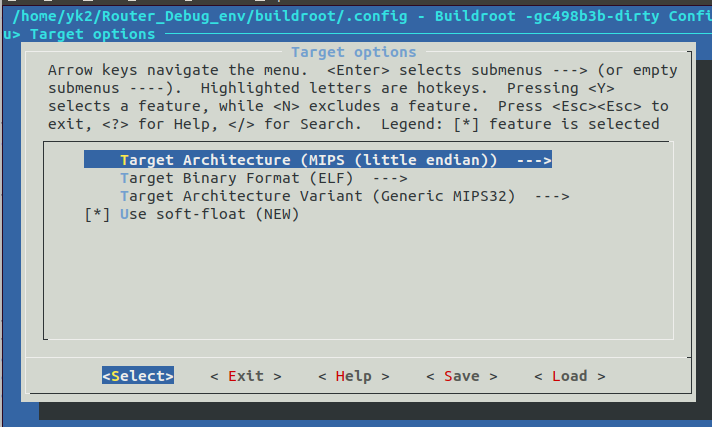 /home/yk2/Router_Debug_env/buildroot/.config - Buildroot -gc498b3b-dirty Confi
u> Target options
Target options
Arrow keys navigate the menu.  <Enter> selects submenus ---> (or empty
submenus ----).  Highlighted letters are hotkeys.  Pressing <Y>
selects a feature, while <N> excludes a feature.  Press <Esc><Esc> to
exit, <?> for Help, </> for Search.  Legend: [*] feature is selected
Target Architecture (MIPS (little endian))  --->
Target Binary Format (ELF)  --->
Target Architecture Variant (Generic MIPS32)  --->
[*] Use soft-float (NEW)
<Select>    < Exit >    < Help >    < Save >    < Load >